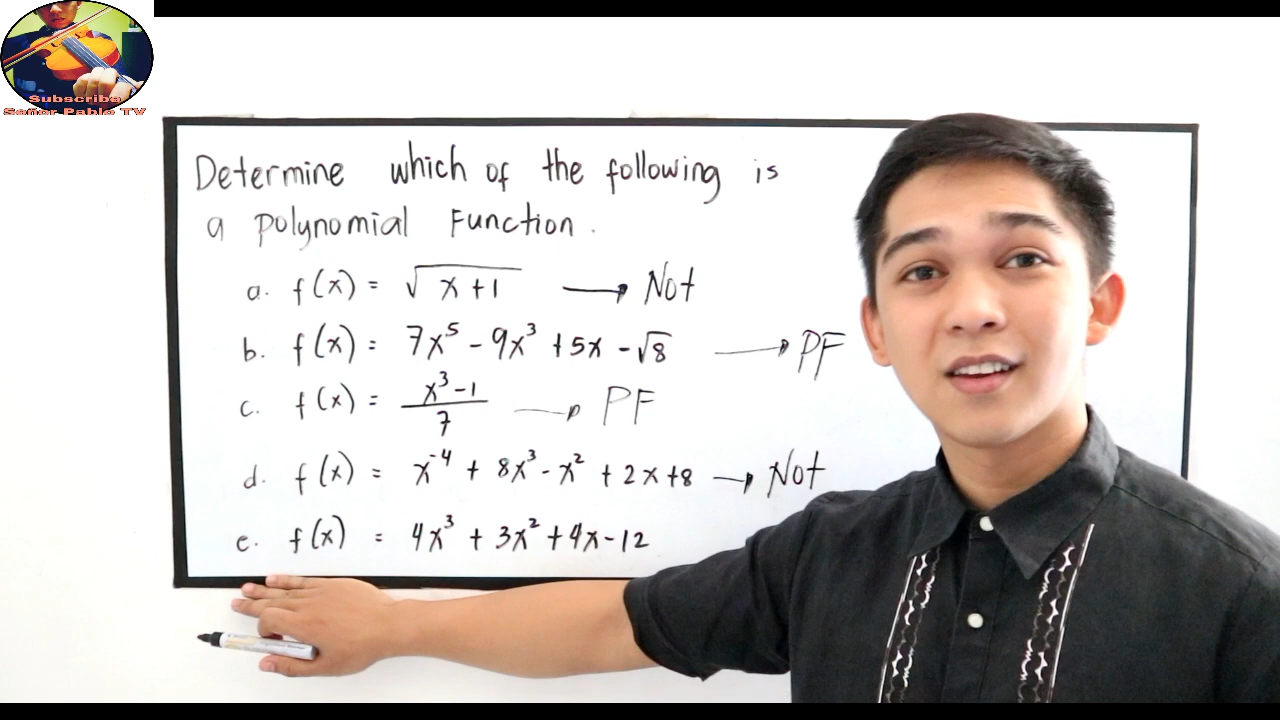 Subscribe
Señor Pablo TV
Determine which of the following is
a polynomial Function.
a. f(x) = √x+1 → Not
b. f(x) = 7x⁵ - 9x³ + 5x - √8 → PF
c. f(x) = x³-1/7 → PF
d. f(x) = x⁻⁴ + 8x³ - x² + 2x + 8 → Not
e. f(x) = 4x³ + 3x² + 4x - 12